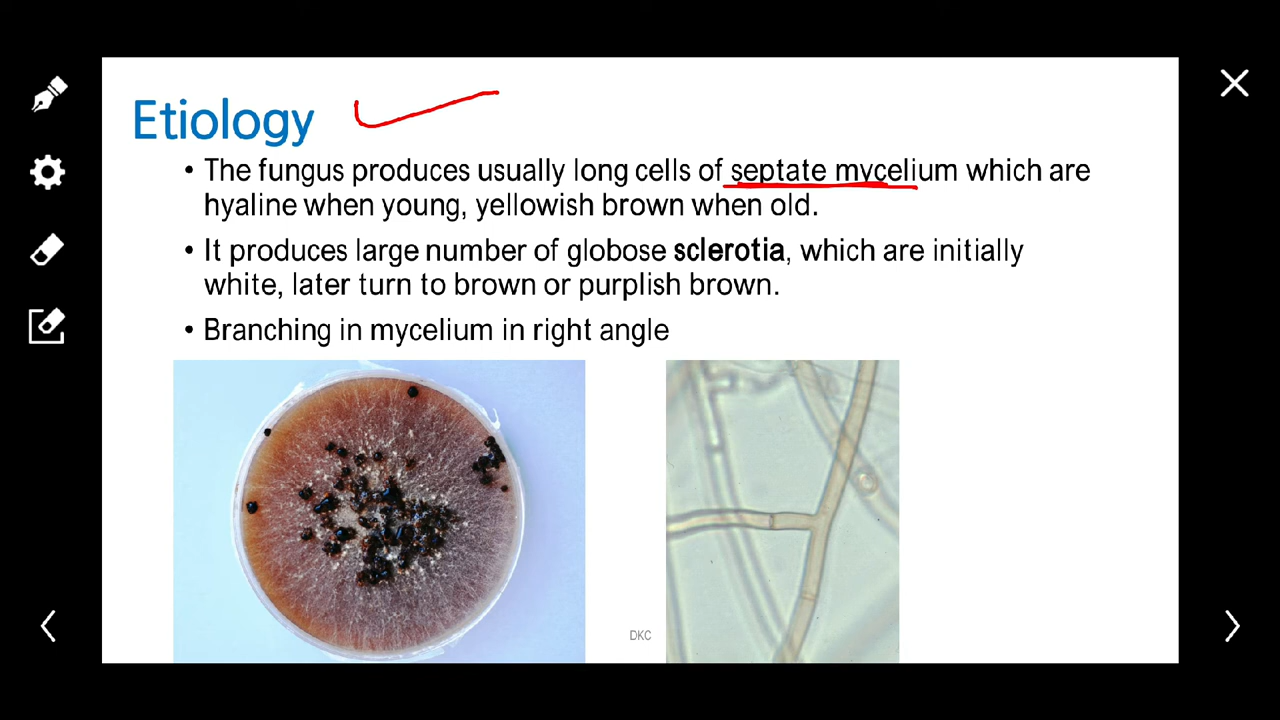 Etiology
• The fungus produces usually long cells of septate mycelium which are
hyaline when young, yellowish brown when old.
• It produces large number of globose sclerotia, which are initially
white, later turn to brown or purplish brown.
• Branching in mycelium in right angle
DKC